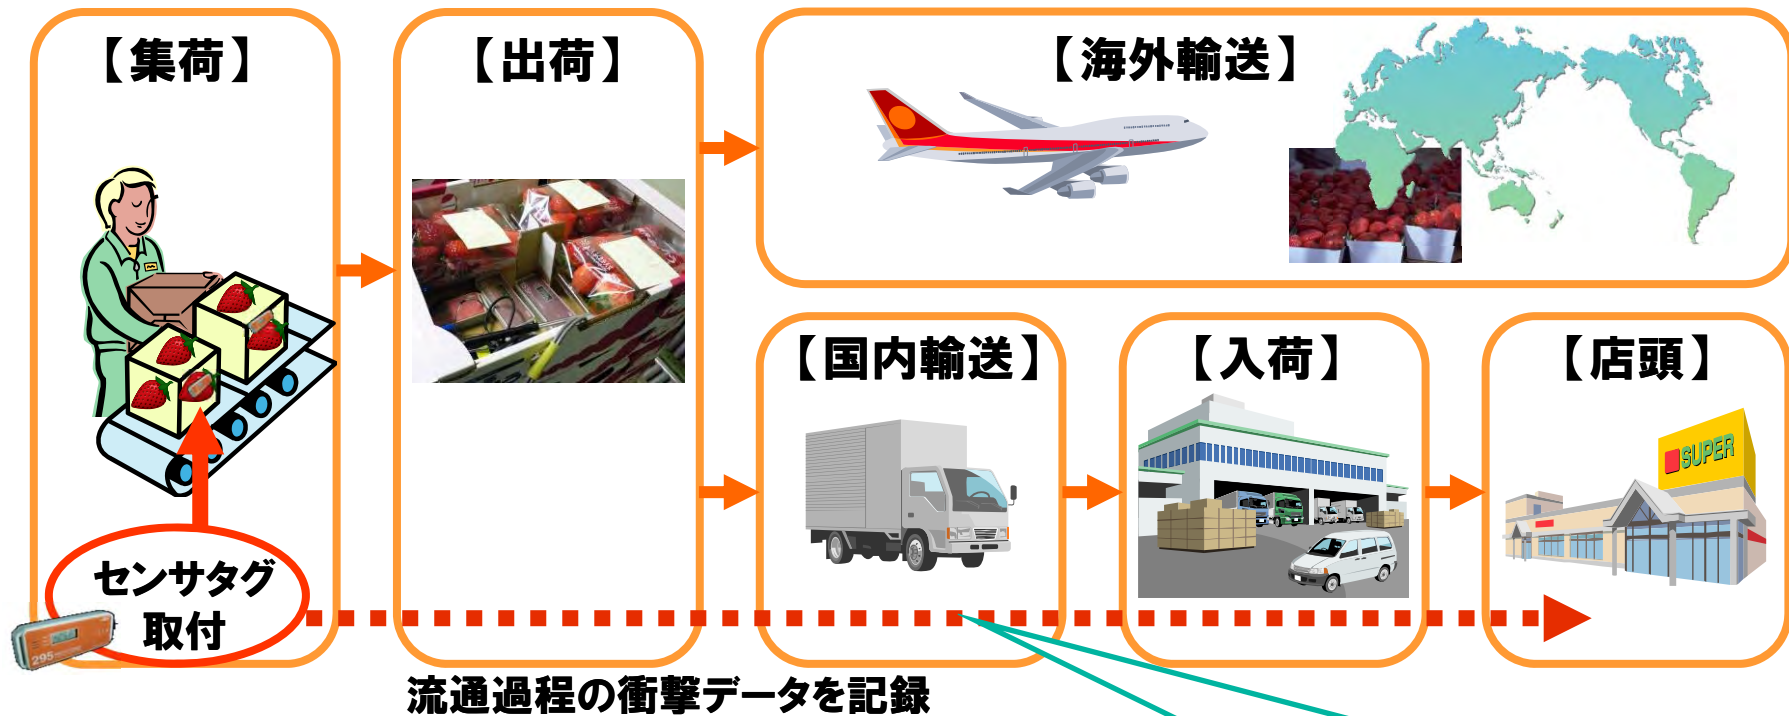 【集荷】
【出荷】
【海外輸送】
【国内輸送】
【入荷】
【店頭】
SUPER
センサタグ
取付
295
流通過程の衝撃データを記録